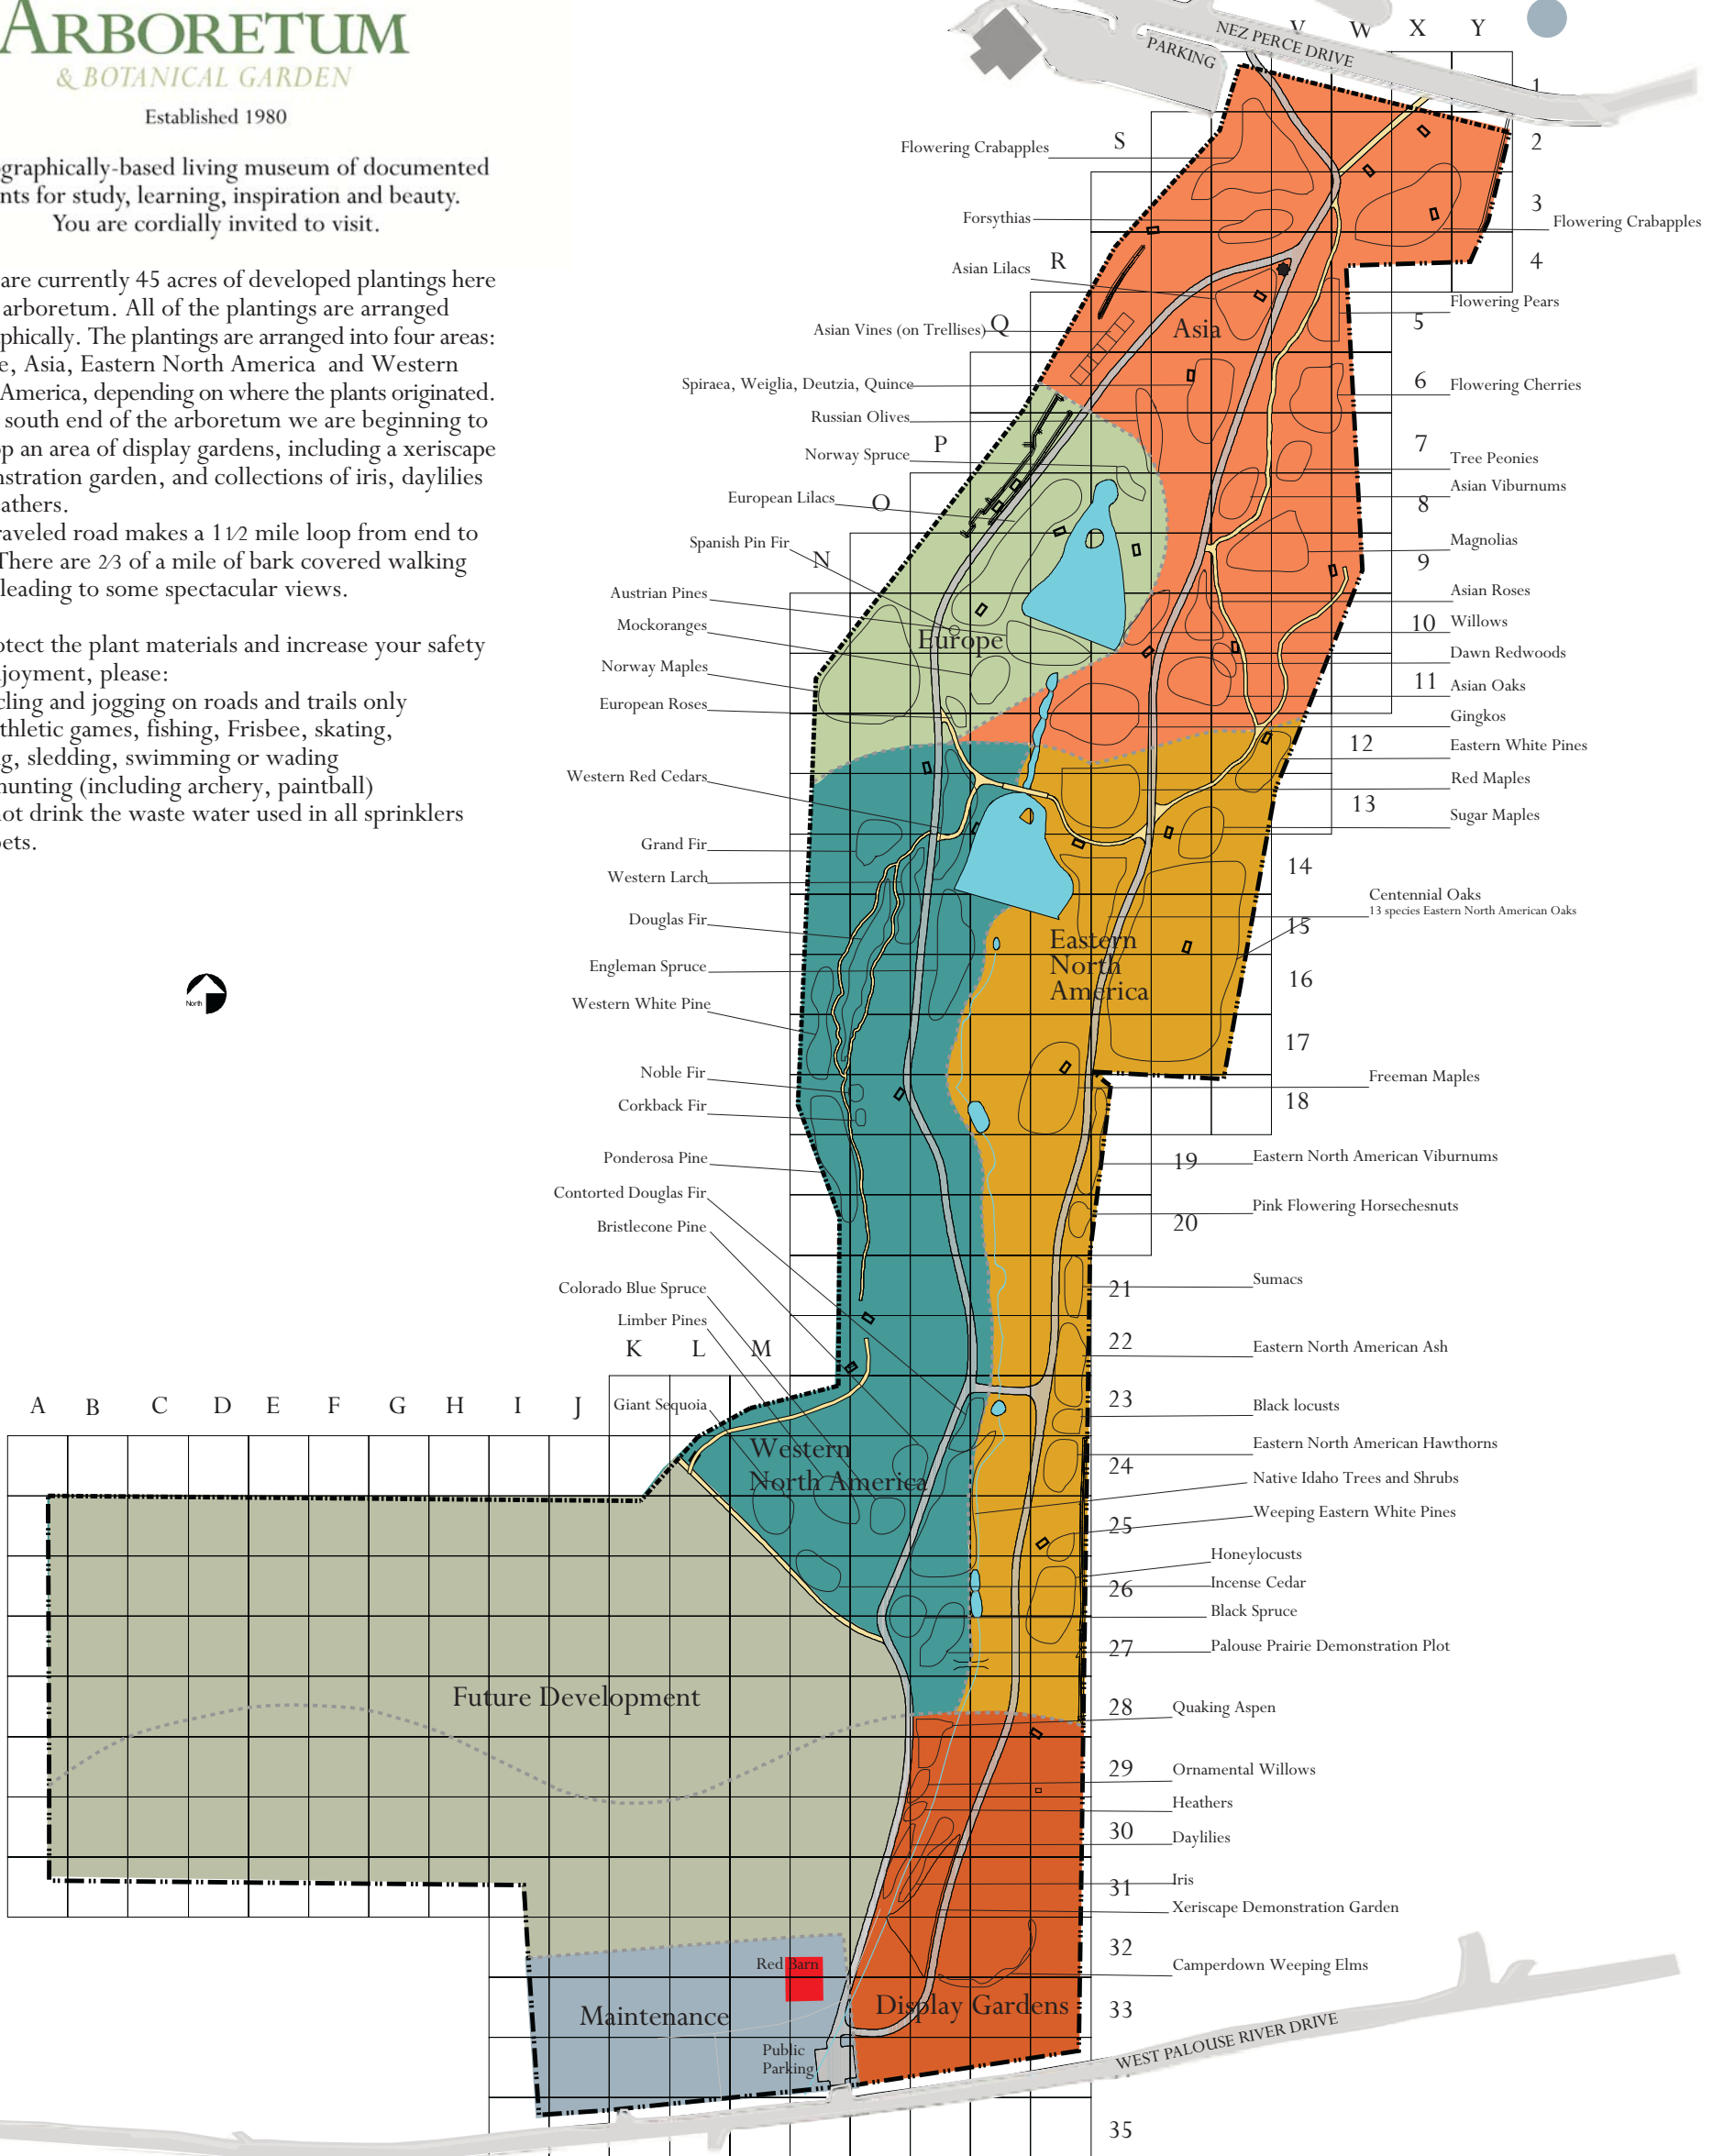 ARBORETUM
& BOTANICAL GARDEN
Established 1980
graphically-based living museum of documented
nts for study, learning, inspiration and beauty.
You are cordially invited to visit.
are currently 45 acres of developed plantings here
arboretum. All of the plantings are arranged
phically. The plantings are arranged into four areas:
e, Asia, Eastern North America and Western
America, depending on where the plants originated.
south end of the arboretum we are beginning to
op an area of display gardens, including a xeriscape
nstration garden, and collections of iris, daylilies
eathers.
raveled road makes a 1 1/2 mile loop from end to
There are 2/3 of a mile of bark covered walking
leading to some spectacular views.
otect the plant materials and increase your safety
njoyment, please:
cling and jogging on roads and trails only
thletic games, fishing, Frisbee, skating,
g, sledding, swimming or wading
hunting (including archery, paintball)
not drink the waste water used in all sprinklers
pets.
North
NEZ PERCE DRIVE
PARKING
V W X Y
S
R
Q
P
O
N
K L M
A B C D E F G H I J
1
2
3
4
5
6
7
8
9
10
11
12
13
14
15
16
17
18
19
20
21
22
23
24
25
26
27
28
29
30
31
32
33
35
Flowering Crabapples
Forsythias
Asian Lilacs
Asian Vines (on Trellises)
Spiraea, Weiglia, Deutzia, Quince
Russian Olives
Norway Spruce
European Lilacs
Spanish Pin Fir
Austrian Pines
Mockoranges
Norway Maples
European Roses
Western Red Cedars
Grand Fir
Western Larch
Douglas Fir
Engleman Spruce
Western White Pine
Noble Fir
Corkback Fir
Ponderosa Pine
Contorted Douglas Fir
Bristlecone Pine
Colorado Blue Spruce
Limber Pines
Giant Sequoia
Flowering Crabapples
Flowering Pears
Flowering Cherries
Tree Peonies
Asian Viburnums
Magnolias
Asian Roses
Willows
Dawn Redwoods
Asian Oaks
Gingkos
Eastern White Pines
Red Maples
Sugar Maples
Centennial Oaks
13 species Eastern North American Oaks
Freeman Maples
Eastern North American Viburnums
Pink Flowering Horsechesnuts
Sumacs
Eastern North American Ash
Black locusts
Eastern North American Hawthorns
Native Idaho Trees and Shrubs
Weeping Eastern White Pines
Honeylocusts
Incense Cedar
Black Spruce
Palouse Prairie Demonstration Plot
Quaking Aspen
Ornamental Willows
Heathers
Daylilies
Iris
Xeriscape Demonstration Garden
Camperdown Weeping Elms
Asia
Europe
Eastern
North
America
Western
North America
Future Development
Red Barn
Maintenance
Display Gardens
Public
Parking
WEST PALOUSE RIVER DRIVE